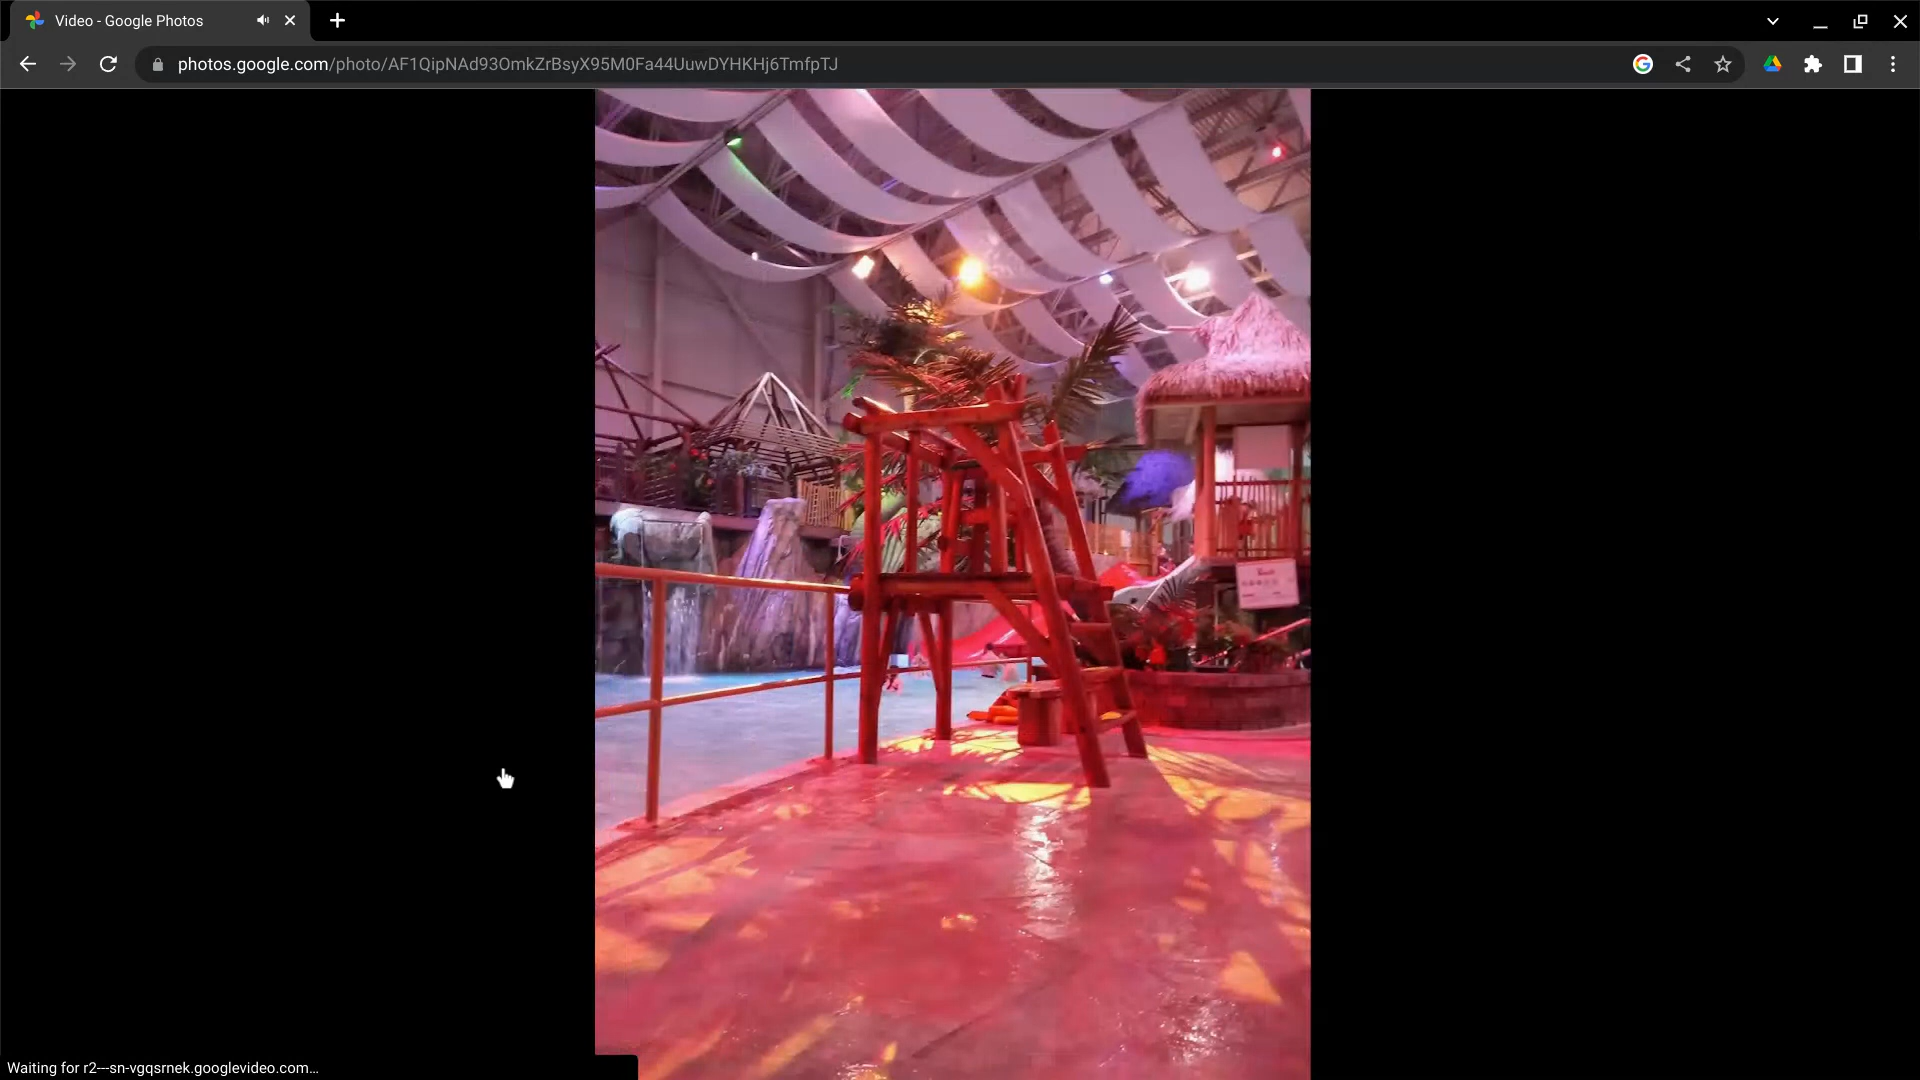 Video - Google Photos
photos.google.com/photo/AF1QipNAd93OmkZrBsyX95M0Fa44UuwDYHKHj6TmfpTJ
Waiting for r2---sn-vgqsrnek.googlevideo.com…